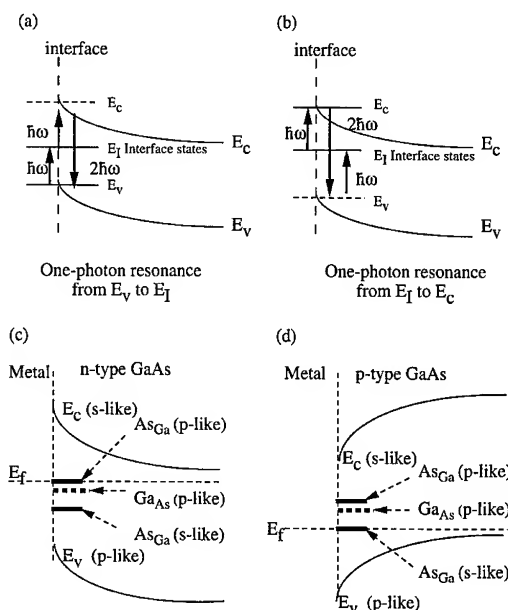 (a)
interface
E_c
ħω
E_I Interface states
E_c
ħω
2ħω
E_v
E_v
One-photon resonance
from E_v to E_I
(b)
interface
E_c
ħω
2ħω
E_I Interface states
E_c
ħω
E_v
E_v
One-photon resonance
from E_I to E_c
(c)
Metal
n-type GaAs
E_c (s-like)
As_Ga (p-like)
E_f
Ga_As (p-like)
As_Ga (s-like)
E_v (p-like)
(d)
Metal
p-type GaAs
E_c (s-like)
As_Ga (p-like)
Ga_As (p-like)
E_f
As_Ga (s-like)
E_v (p-like)